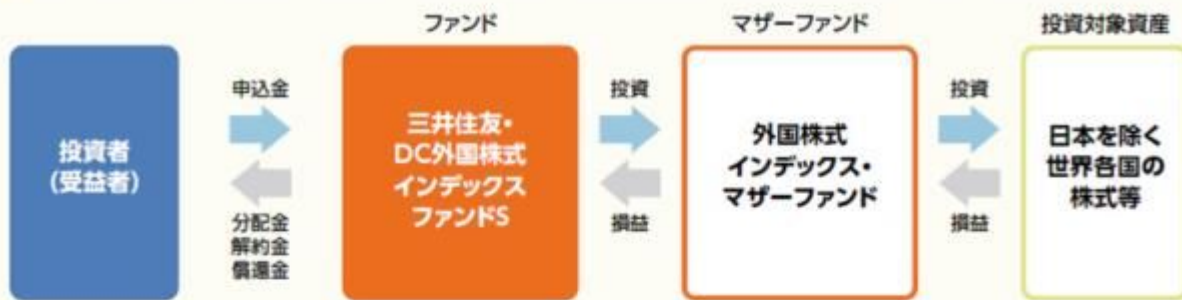 ファンド
マザーファンド
投資対象資産
投資者
(受益者)
申込金
分配金
解約金
償還金
三井住友・
DC外国株式
インデックス
ファンドS
投資
損益
外国株式
インデックス・
マザーファンド
投資
損益
日本を除く
世界各国の
株式等